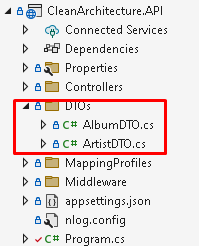 CleanArchitecture.API
Connected Services
Dependencies
Properties
Controllers
DTOs
C# AlbumDTO.cs
C# ArtistDTO.cs
MappingProfiles
Middleware
appsettings.json
nlog.config
C# Program.cs